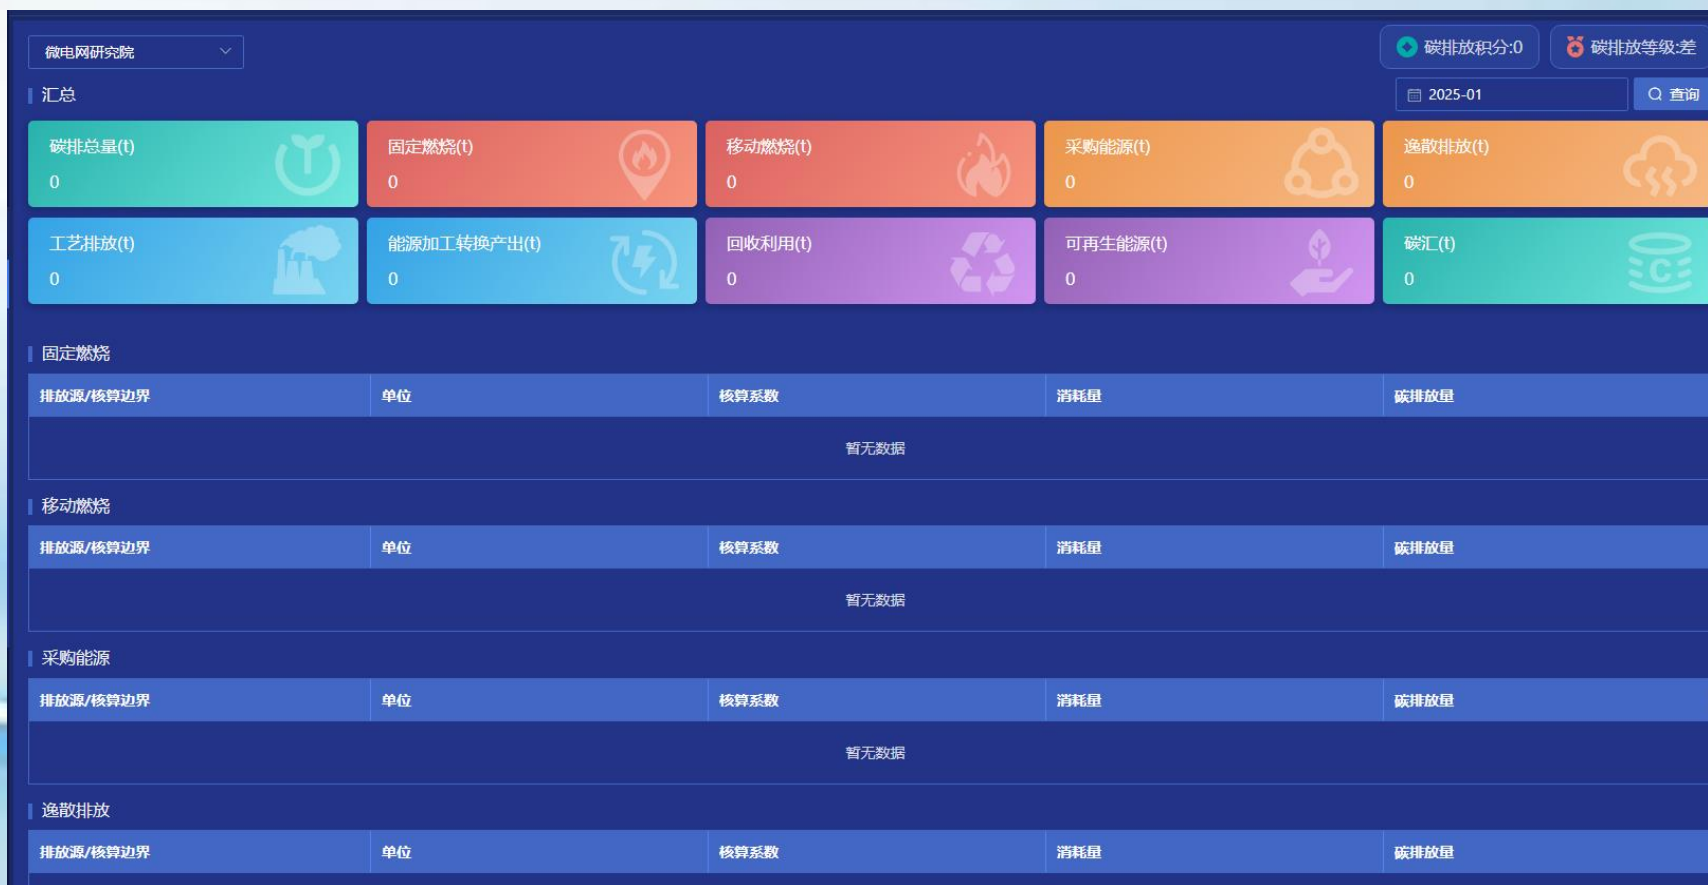 微电网研究院
碳排放积分:0
碳排放等级:差
汇总
2025-01
查询
碳排总量(t)
0
固定燃烧(t)
0
移动燃烧(t)
0
采购能源(t)
0
逸散排放(t)
0
工艺排放(t)
0
能源加工转换产出(t)
0
回收利用(t)
0
可再生能源(t)
0
碳汇(t)
0
C
固定燃烧
排放源/核算边界 单位 核算系数 消耗量 碳排放量
暂无数据
移动燃烧
排放源/核算边界 单位 核算系数 消耗量 碳排放量
暂无数据
采购能源
排放源/核算边界 单位 核算系数 消耗量 碳排放量
暂无数据
逸散排放
排放源/核算边界 单位 核算系数 消耗量 碳排放量